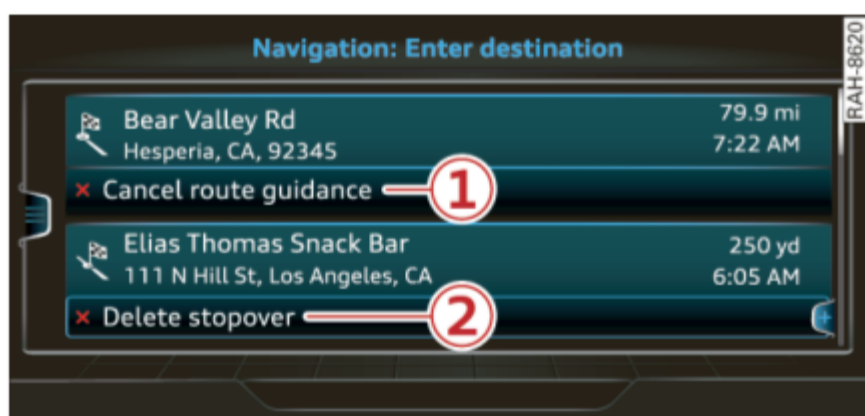 Navigation: Enter destination
RAH-8620
Bear Valley Rd
79.9 mi
Hesperia, CA, 92345
7:22 AM
× Cancel route guidance
1
Elias Thomas Snack Bar
250 yd
111 N Hill St, Los Angeles, CA
6:05 AM
× Delete stopover
2
+